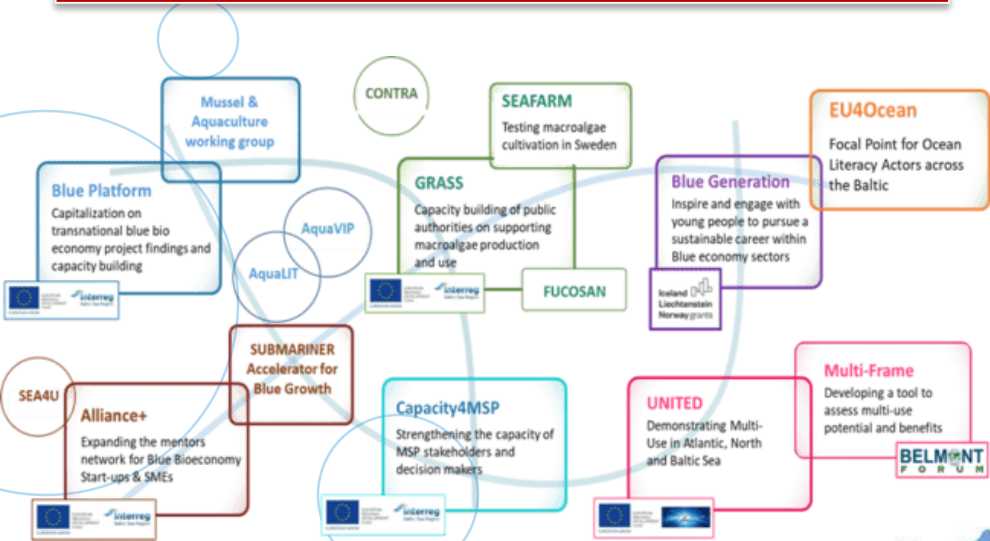 Mussel &
Aquaculture
working group
CONTRA
SEAFARM
Testing macroalgae
cultivation in Sweden
EU4Ocean
Focal Point for Ocean
Literacy Actors across
the Baltic
Blue Platform
Capitalization on
transnational blue bio
economy project findings and
capacity building
AquaVIP
AquaLIT
GRASS
Capacity building of public
authorities on supporting
macroalgae production
and use
FUCOSAN
Blue Generation
Inspire and engage with
young people to pursue a
sustainable career within
Blue economy sectors
interreg
interreg
Iceland
Liechtenstein
Norway grants
SUBMARINER
Accelerator for
Blue Growth
SEA4U
Alliance+
Expanding the mentors
network for Blue Bioeconomy
Start-ups & SMEs
interreg
Capacity4MSP
Strengthening the capacity of
MSP stakeholders and
decision makers
interreg
UNITED
Demonstrating Multi-
Use in Atlantic, North
and Baltic Sea
Multi-Frame
Developing a tool to
assess multi-use
potential and benefits
BELMONT
FORUM